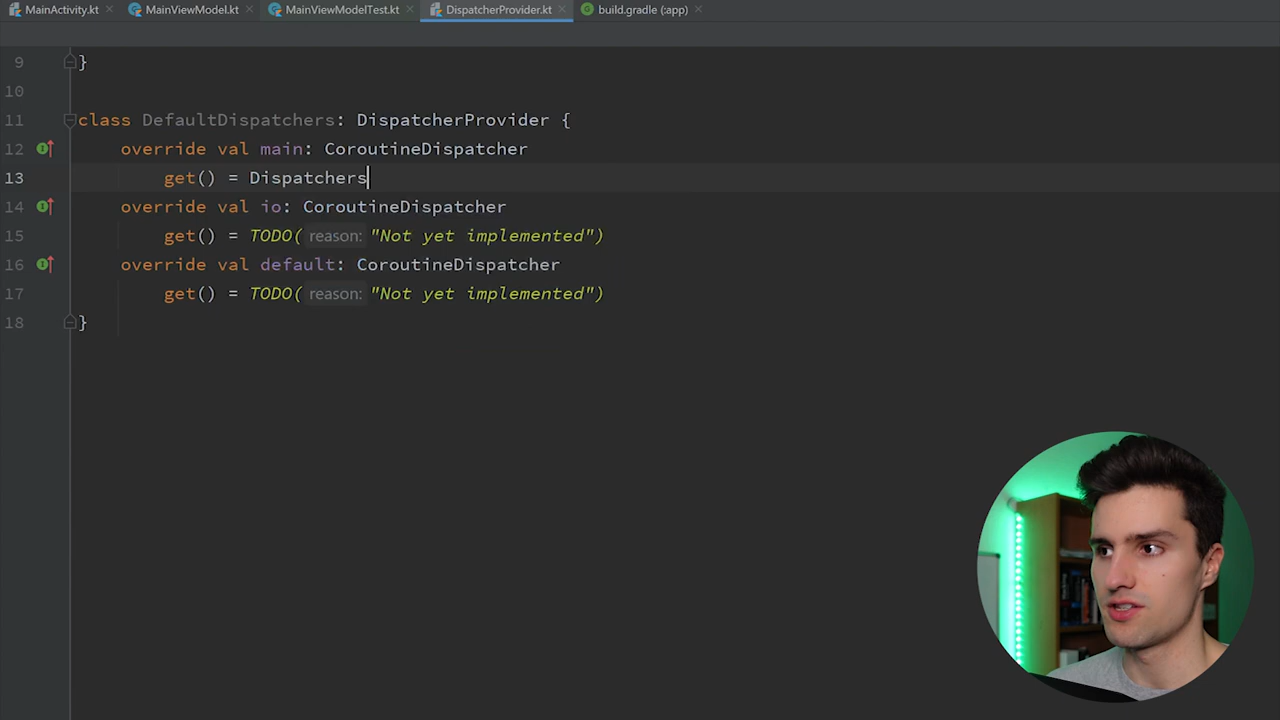 MainActivity.kt MainViewModel.kt MainViewModelTest.kt DispatcherProvider.kt build.gradle (:app)
9 }
10
11 class DefaultDispatchers: DispatcherProvider {
12 override val main: CoroutineDispatcher
13 get() = Dispatchers
14 override val io: CoroutineDispatcher
15 get() = TODO( reason: "Not yet implemented")
16 override val default: CoroutineDispatcher
17 get() = TODO( reason: "Not yet implemented")
18 }